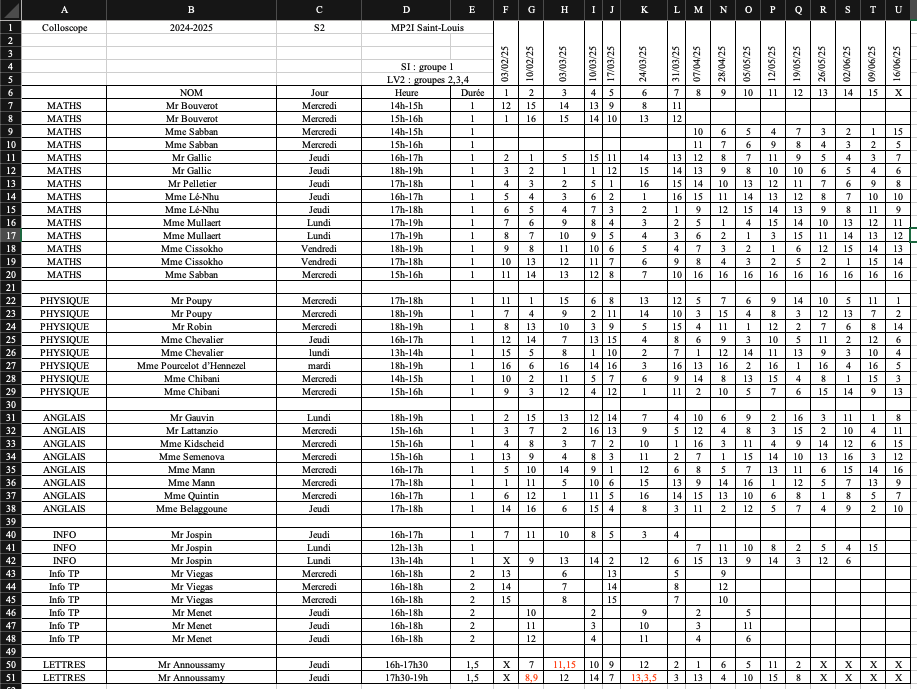 A B C D E F G H I J K L M N O P Q R S T U
1 Colloscope 2024-2025 S2 MP2I Saint-Louis
2
3
03/02/25 10/02/25 03/03/25 10/03/25 17/03/25 24/03/25 31/03/25 07/04/25 28/04/25 05/05/25 12/05/25 19/05/25 26/05/25 02/06/25 09/06/25 16/06/25
4 SI : groupe 1
5 LV2 : groupes 2,3,4
6 NOM Jour Heure Durée 1 2 3 4 5 6 7 8 9 10 11 12 13 14 15 X
7 MATHS Mr Bouverot Mercredi 14h-15h 1 12 15 14 13 9 8 11
8 MATHS Mr Bouverot Mercredi 15h-16h 1 1 16 15 14 10 13 12
9 MATHS Mme Sabban Mercredi 14h-15h 1 10 6 5 4 7 3 2 1 15
10 MATHS Mme Sabban Mercredi 15h-16h 1 11 7 6 9 8 4 3 2 5
11 MATHS Mr Gallic Jeudi 16h-17h 1 2 1 5 15 11 14 13 12 8 7 11 9 5 4 3 7
12 MATHS Mr Gallic Jeudi 18h-19h 1 3 2 1 1 12 15 14 13 9 8 10 10 6 5 4 6
13 MATHS Mr Pelletier Jeudi 17h-18h 1 4 3 2 5 1 16 15 14 10 13 12 11 7 6 9 8
14 MATHS Mme Lê-Nhu Jeudi 16h-17h 1 5 4 3 6 2 1 16 15 11 14 13 12 8 7 10 10
15 MATHS Mme Lê-Nhu Jeudi 17h-18h 1 6 5 4 7 3 2 1 9 12 15 14 13 9 8 11 9
16 MATHS Mme Mullaert Lundi 17h-19h 1 7 6 9 8 4 3 2 5 1 4 15 14 10 13 12 11
17 MATHS Mme Mullaert Lundi 17h-19h 1 8 7 10 9 5 4 3 6 2 1 3 15 11 14 13 12
18 MATHS Mme Cissokho Vendredi 18h-19h 1 9 8 11 10 6 5 4 7 3 2 1 6 12 15 14 13
19 MATHS Mme Cissokho Vendredi 17h-18h 1 10 13 12 11 7 6 9 8 4 3 2 5 2 1 15 14
20 MATHS Mme Sabban Mercredi 15h-16h 1 11 14 13 12 8 7 10 16 16 16 16 16 16 16 16 16
21
22 PHYSIQUE Mr Poupy Mercredi 17h-18h 1 11 1 15 6 8 13 12 5 7 6 9 14 10 5 11 1
23 PHYSIQUE Mr Poupy Mercredi 18h-19h 1 7 4 9 2 11 14 10 3 15 4 8 3 12 13 7 2
24 PHYSIQUE Mr Robin Mercredi 18h-19h 1 8 13 10 3 9 5 15 4 11 1 12 2 7 6 8 14
25 PHYSIQUE Mme Chevalier Jeudi 16h-17h 1 12 14 7 13 15 4 8 6 9 3 10 5 11 2 12 6
26 PHYSIQUE Mme Chevalier lundi 13h-14h 1 15 5 8 1 10 2 7 1 12 14 11 13 9 3 10 4
27 PHYSIQUE Mme Pourcelot d'Hennezel mardi 18h-19h 1 16 6 16 14 16 3 16 13 16 2 16 1 16 4 16 5
28 PHYSIQUE Mme Chibani Mercredi 14h-15h 1 10 2 11 5 7 6 9 14 8 13 15 4 8 1 15 3
29 PHYSIQUE Mme Chibani Mercredi 15h-16h 1 9 3 12 4 12 1 11 2 10 5 7 6 15 14 9 13
30
31 ANGLAIS Mr Gauvin Lundi 18h-19h 1 2 15 13 12 14 7 4 10 6 9 2 16 3 11 1 8
32 ANGLAIS Mr Lattanzio Mercredi 15h-16h 1 3 7 2 16 13 9 5 12 4 8 3 15 2 10 4 11
33 ANGLAIS Mme Kidscheid Mercredi 15h-16h 1 4 8 3 7 2 10 1 16 3 11 4 9 14 12 6 15
34 ANGLAIS Mme Semenova Mercredi 15h-16h 1 13 9 4 8 3 11 2 7 1 15 14 10 13 16 3 12
35 ANGLAIS Mme Mann Mercredi 16h-17h 1 5 10 14 9 1 12 6 8 5 7 13 11 6 15 14 16
36 ANGLAIS Mme Mann Mercredi 17h-18h 1 1 11 5 10 6 15 13 9 14 16 1 12 5 7 13 9
37 ANGLAIS Mme Quintin Mercredi 16h-17h 1 6 12 1 11 5 16 14 15 13 10 6 8 1 8 5 7
38 ANGLAIS Mme Belaggoune Jeudi 17h-18h 1 14 16 6 15 4 8 3 11 2 12 5 7 4 9 2 10
39
40 INFO Mr Jospin Jeudi 16h-17h 1 7 11 10 8 5 3 4
41 INFO Mr Jospin Lundi 12h-13h 1 7 11 10 8 2 5 4 15
42 INFO Mr Jospin Lundi 13h-14h 1 X 9 13 14 2 12 6 15 13 9 14 3 12 6
43 Info TP Mr Viegas Mercredi 16h-18h 2 13 6 13 5 9
44 Info TP Mr Viegas Mercredi 16h-18h 2 14 7 14 8 12
45 Info TP Mr Viegas Mercredi 16h-18h 2 15 8 15 7 10
46 Info TP Mr Menet Jeudi 16h-18h 2 10 2 9 2 5
47 Info TP Mr Menet Jeudi 16h-18h 2 11 3 10 3 11
48 Info TP Mr Menet Jeudi 16h-18h 2 12 4 11 4 6
49
50 LETTRES Mr Annoussamy Jeudi 16h-17h30 1,5 X 7 11,15 10 9 12 2 1 6 5 11 2 X X X X
51 LETTRES Mr Annoussamy Jeudi 17h30-19h 1,5 X 8,9 12 14 7 13,3,5 3 13 4 10 15 8 X X X X